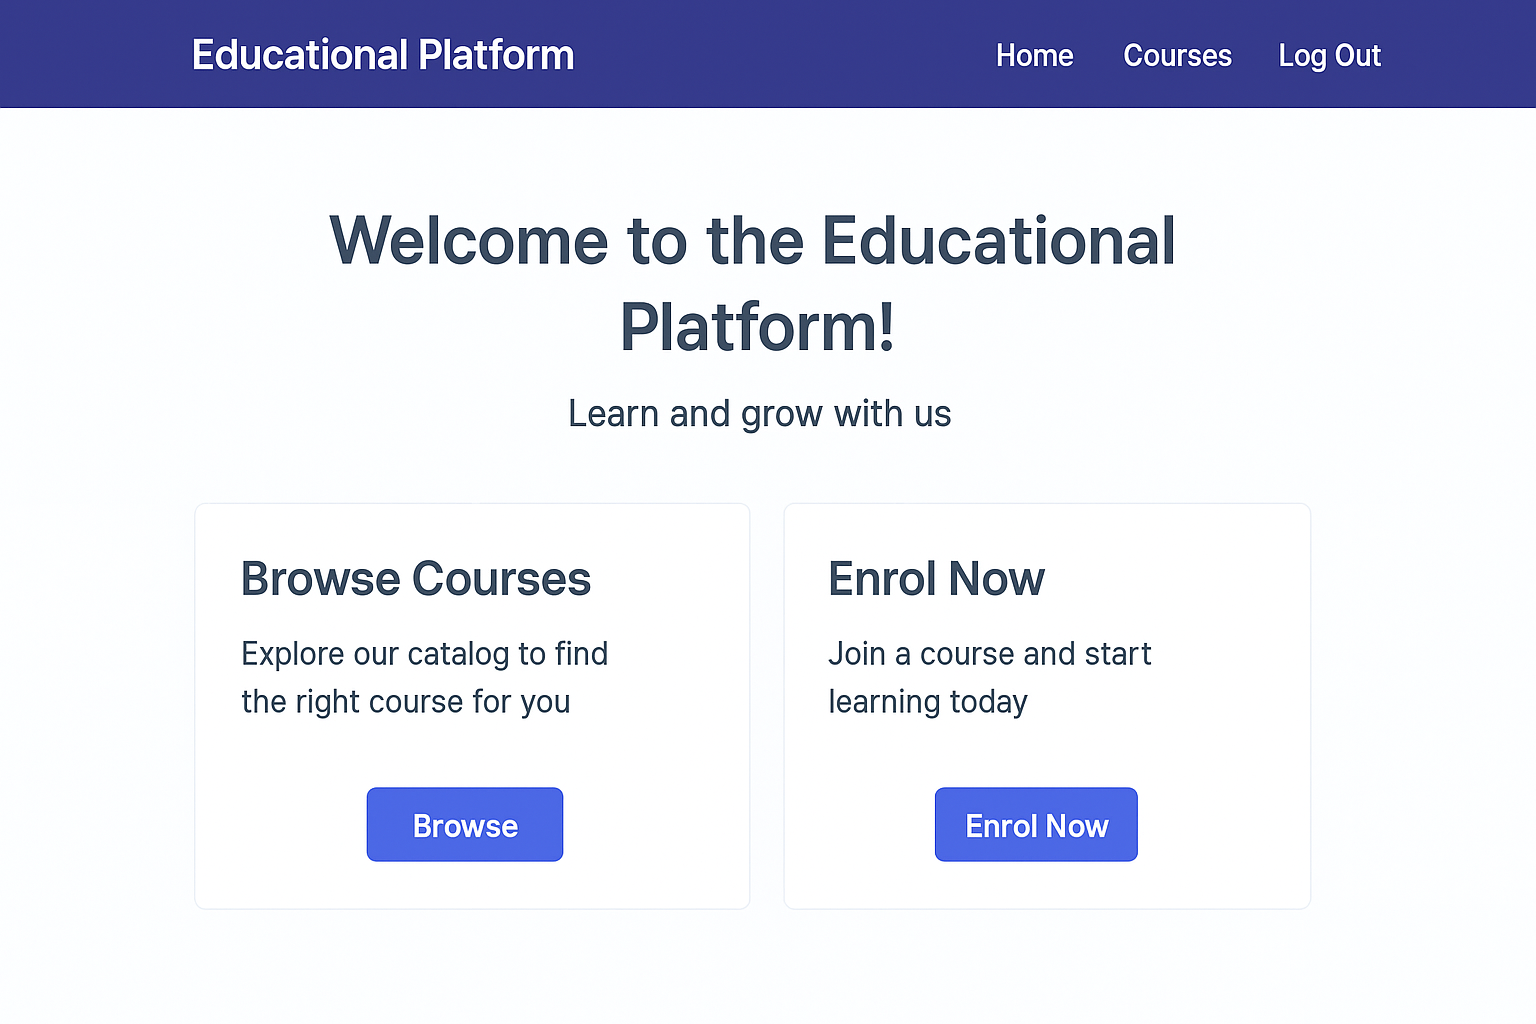 Educational Platform
Home
Courses
Log Out
Welcome to the Educational
Platform!
Learn and grow with us
Browse Courses
Explore our catalog to find
the right course for you
Browse
Enrol Now
Join a course and start
learning today
Enrol Now